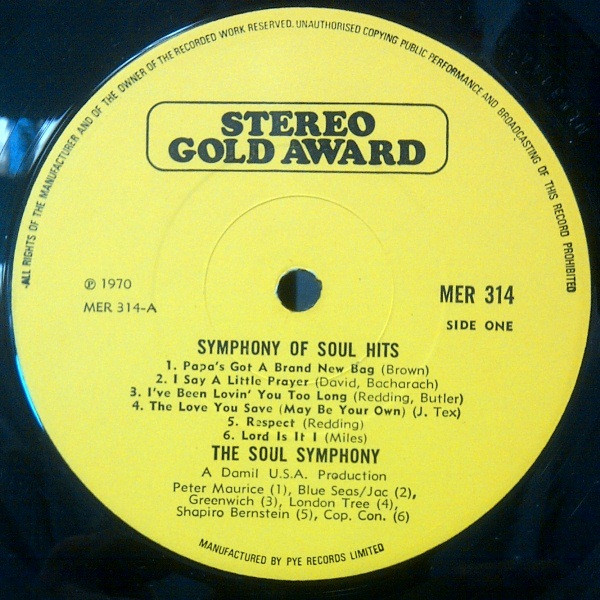 ALL RIGHTS OF THE MANUFACTURER AND OF THE OWNER OF THE RECORDED WORK RESERVED. UNAUTHORISED COPYING PUBLIC PERFORMANCE AND BROADCASTING OF THIS RECORD PROHIBITED
STEREO
GOLD AWARD
℗ 1970
MER 314-A
MER 314
SIDE ONE
SYMPHONY OF SOUL HITS
1. Papa's Got A Brand New Bag (Brown)
2. I Say A Little Prayer (David, Bacharach)
3. I've Been Lovin' You Too Long (Redding, Butler)
4. The Love You Save (May Be Your Own) (J. Tex)
5. Respect (Redding)
6. Lord Is It I (Miles)
THE SOUL SYMPHONY
A Damil U.S.A. Production
Peter Maurice (1), Blue Seas/Jac (2),
Greenwich (3), London Tree (4),
Shapiro Bernstein (5), Cop. Con. (6)
MANUFACTURED BY PYE RECORDS LIMITED